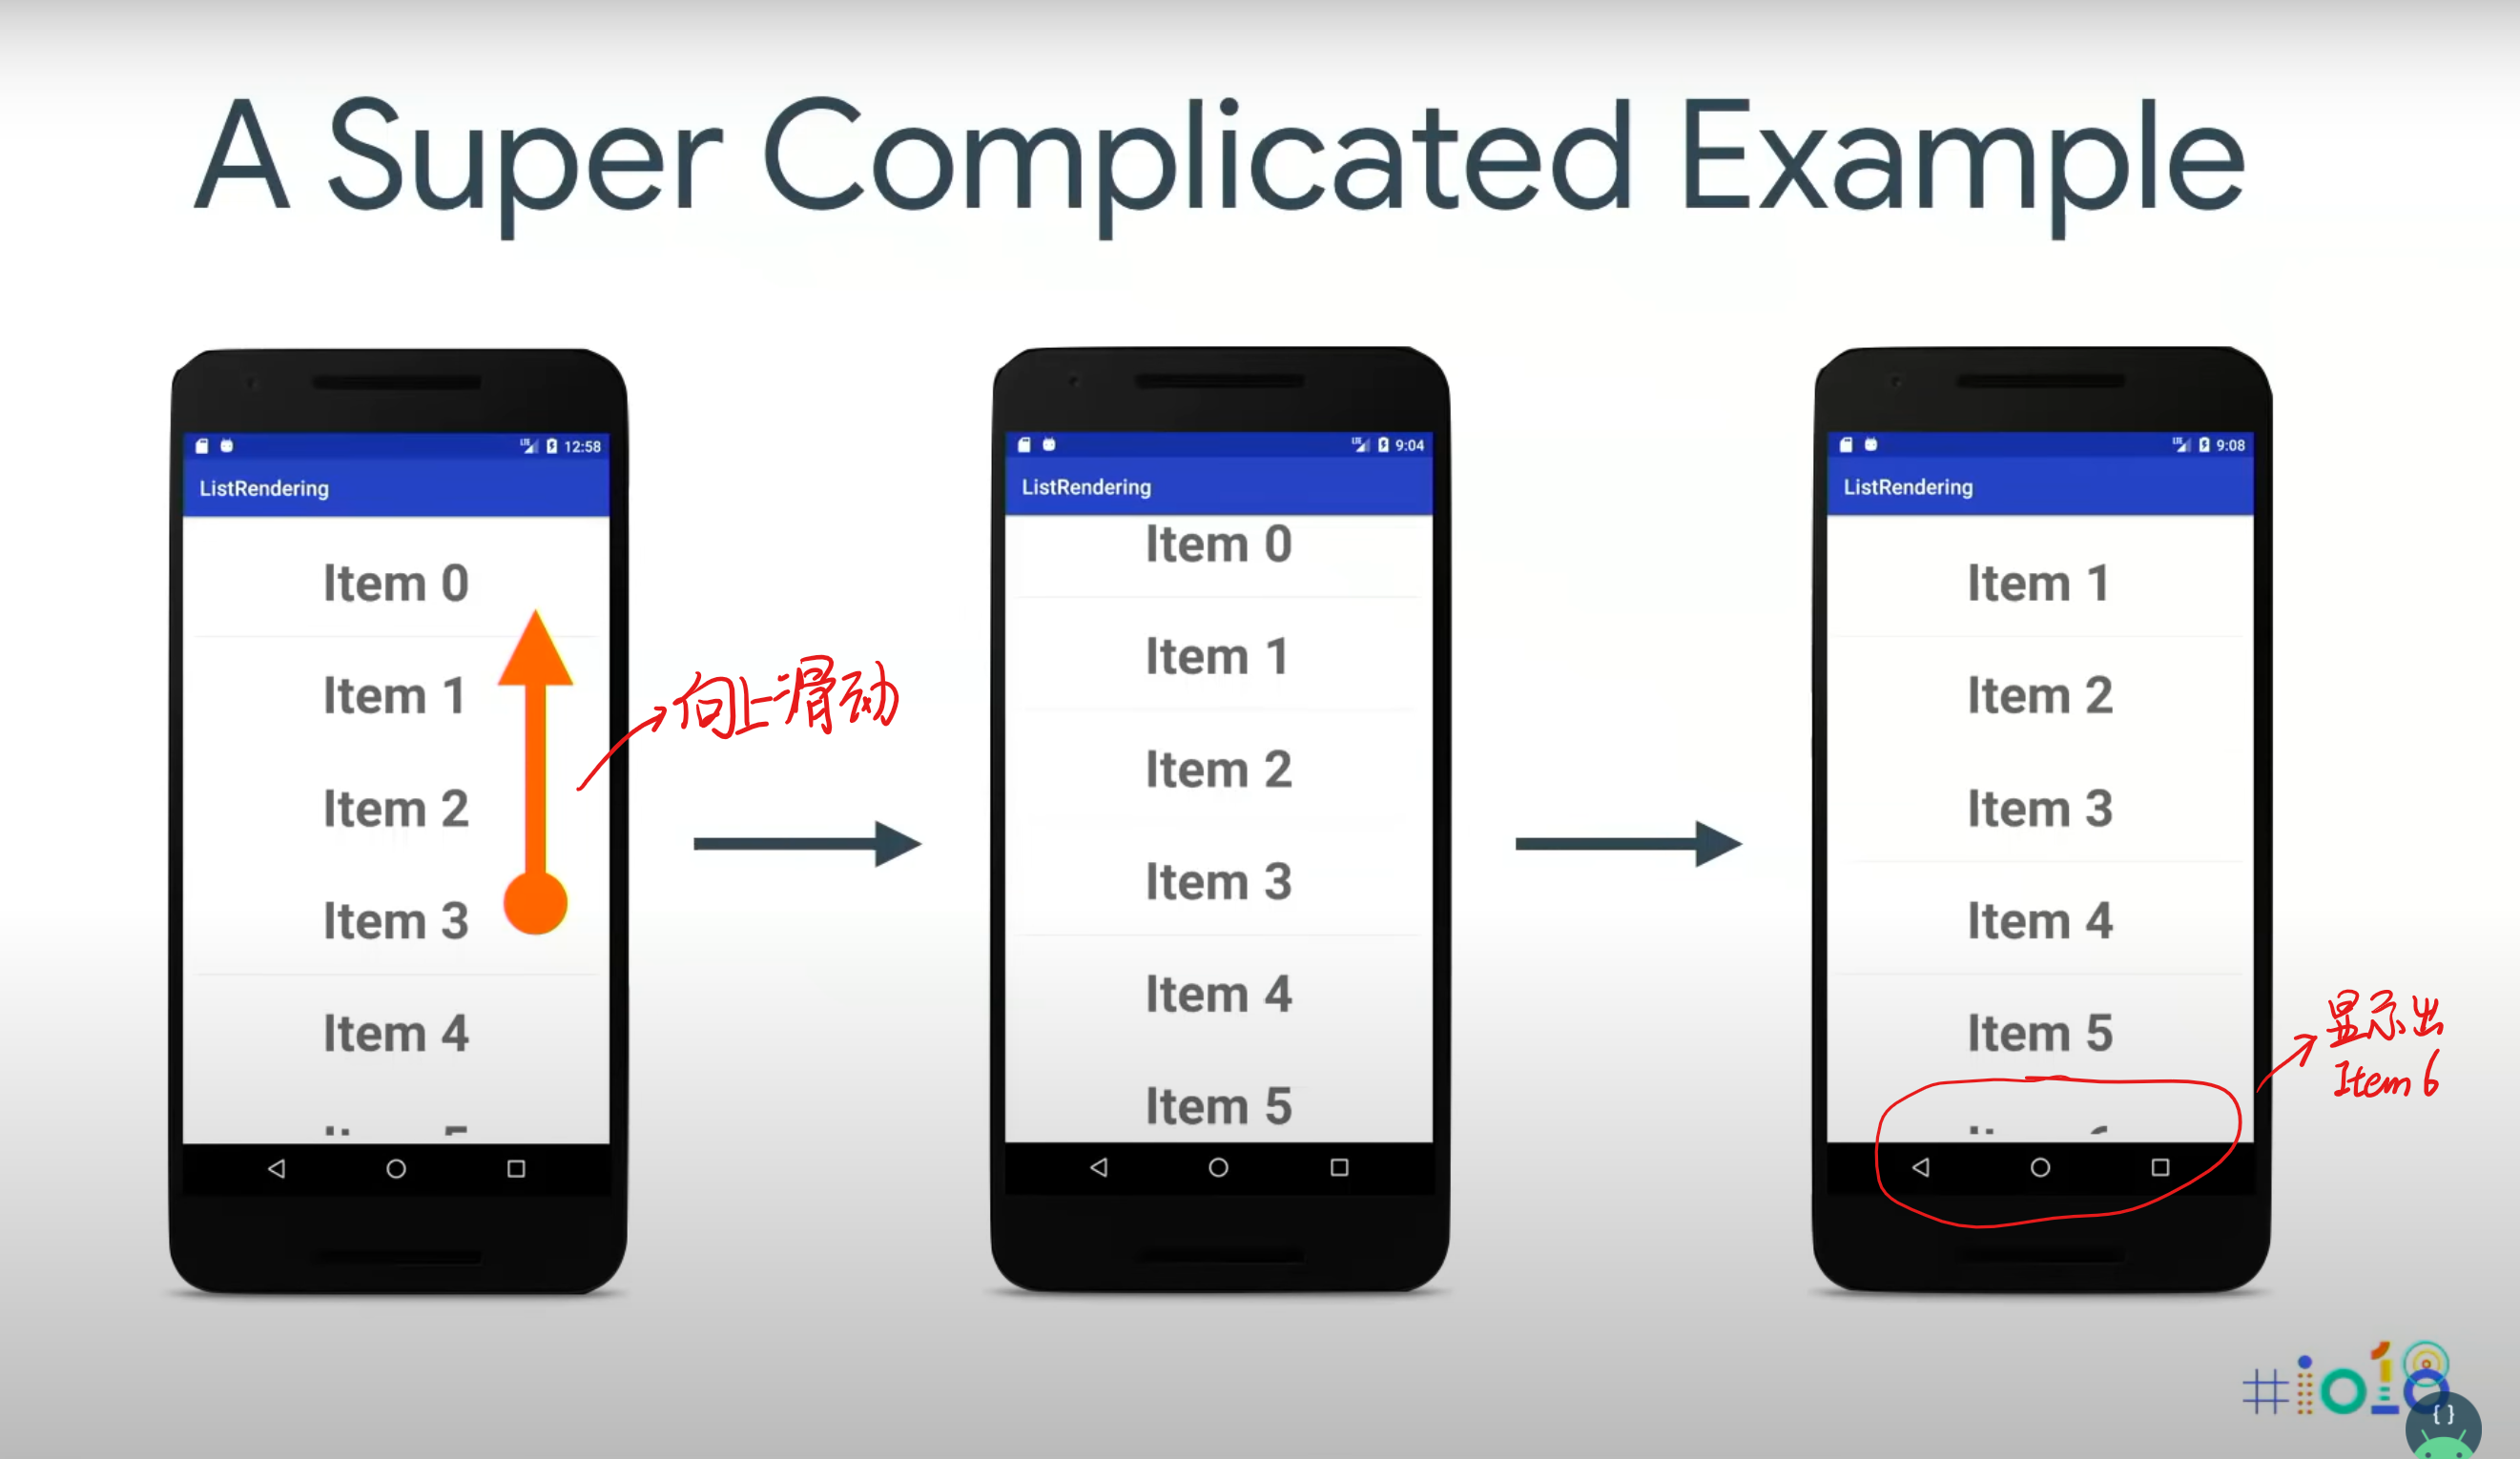 A Super Complicated Example
12:58
ListRendering
Item 0
Item 1
Item 2
Item 3
Item 4
向上滑动
9:04
ListRendering
Item 0
Item 1
Item 2
Item 3
Item 4
Item 5
9:08
ListRendering
Item 1
Item 2
Item 3
Item 4
Item 5
显示出
Item 6
#io18
{ }